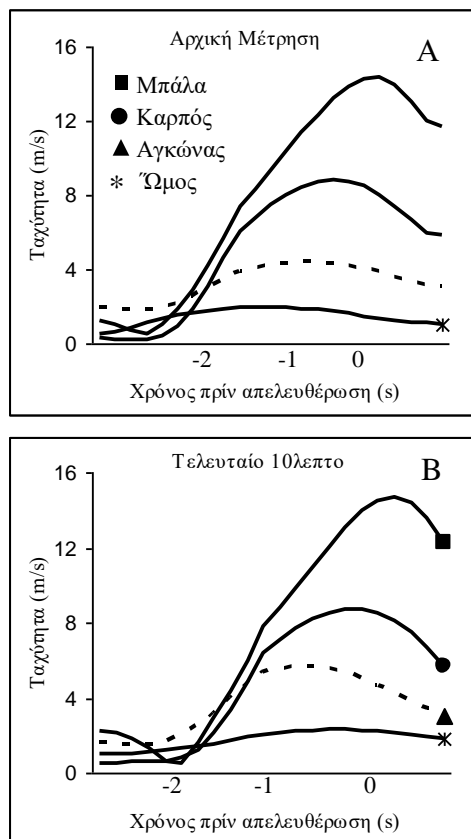 Αρχική Μέτρηση
A
Μπάλα
Καρπός
Αγκώνας
Ώμος
Ταχύτητα (m/s)
16
12
8
4
0
-2 -1 0
Χρόνος πρίν απελευθέρωση (s)
Τελευταίο 10λεπτο
B
Ταχύτητα (m/s)
16
12
8
4
0
-2 -1 0
Χρόνος πρίν απελευθέρωση (s)